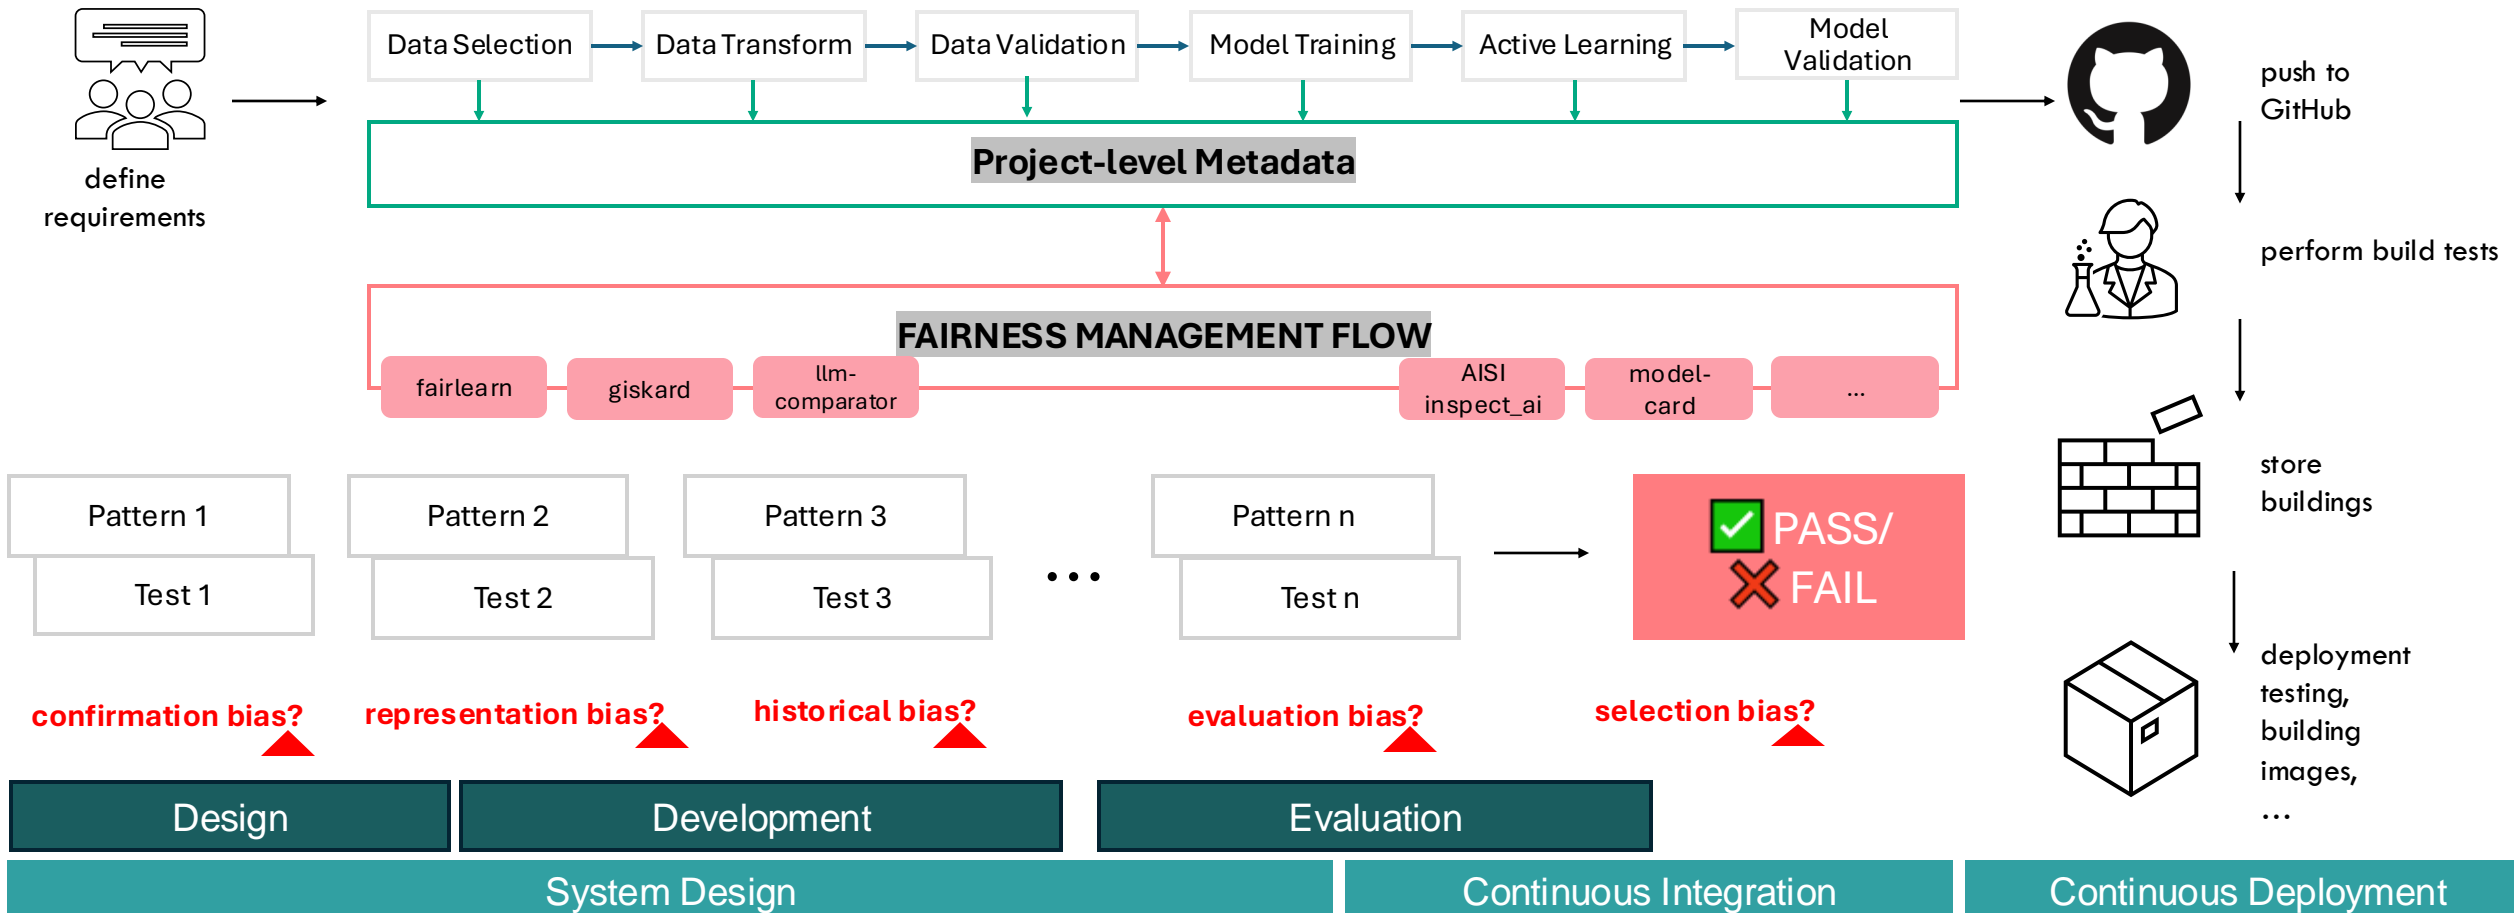 define
requirements
Data Selection
Data Transform
Data Validation
Model Training
Active Learning
Model
Validation
Project-level Metadata
FAIRNESS MANAGEMENT FLOW
fairlearn
giskard
llm-
comparator
AISI
inspect_ai
model-
card
...
Pattern 1
Test 1
Pattern 2
Test 2
Pattern 3
Test 3
...
Pattern n
Test n
PASS/
FAIL
confirmation bias?
representation bias?
historical bias?
evaluation bias?
selection bias?
Design
Development
Evaluation
System Design
Continuous Integration
Continuous Deployment
push to
GitHub
perform build tests
store
buildings
deployment
testing,
building
images,
...